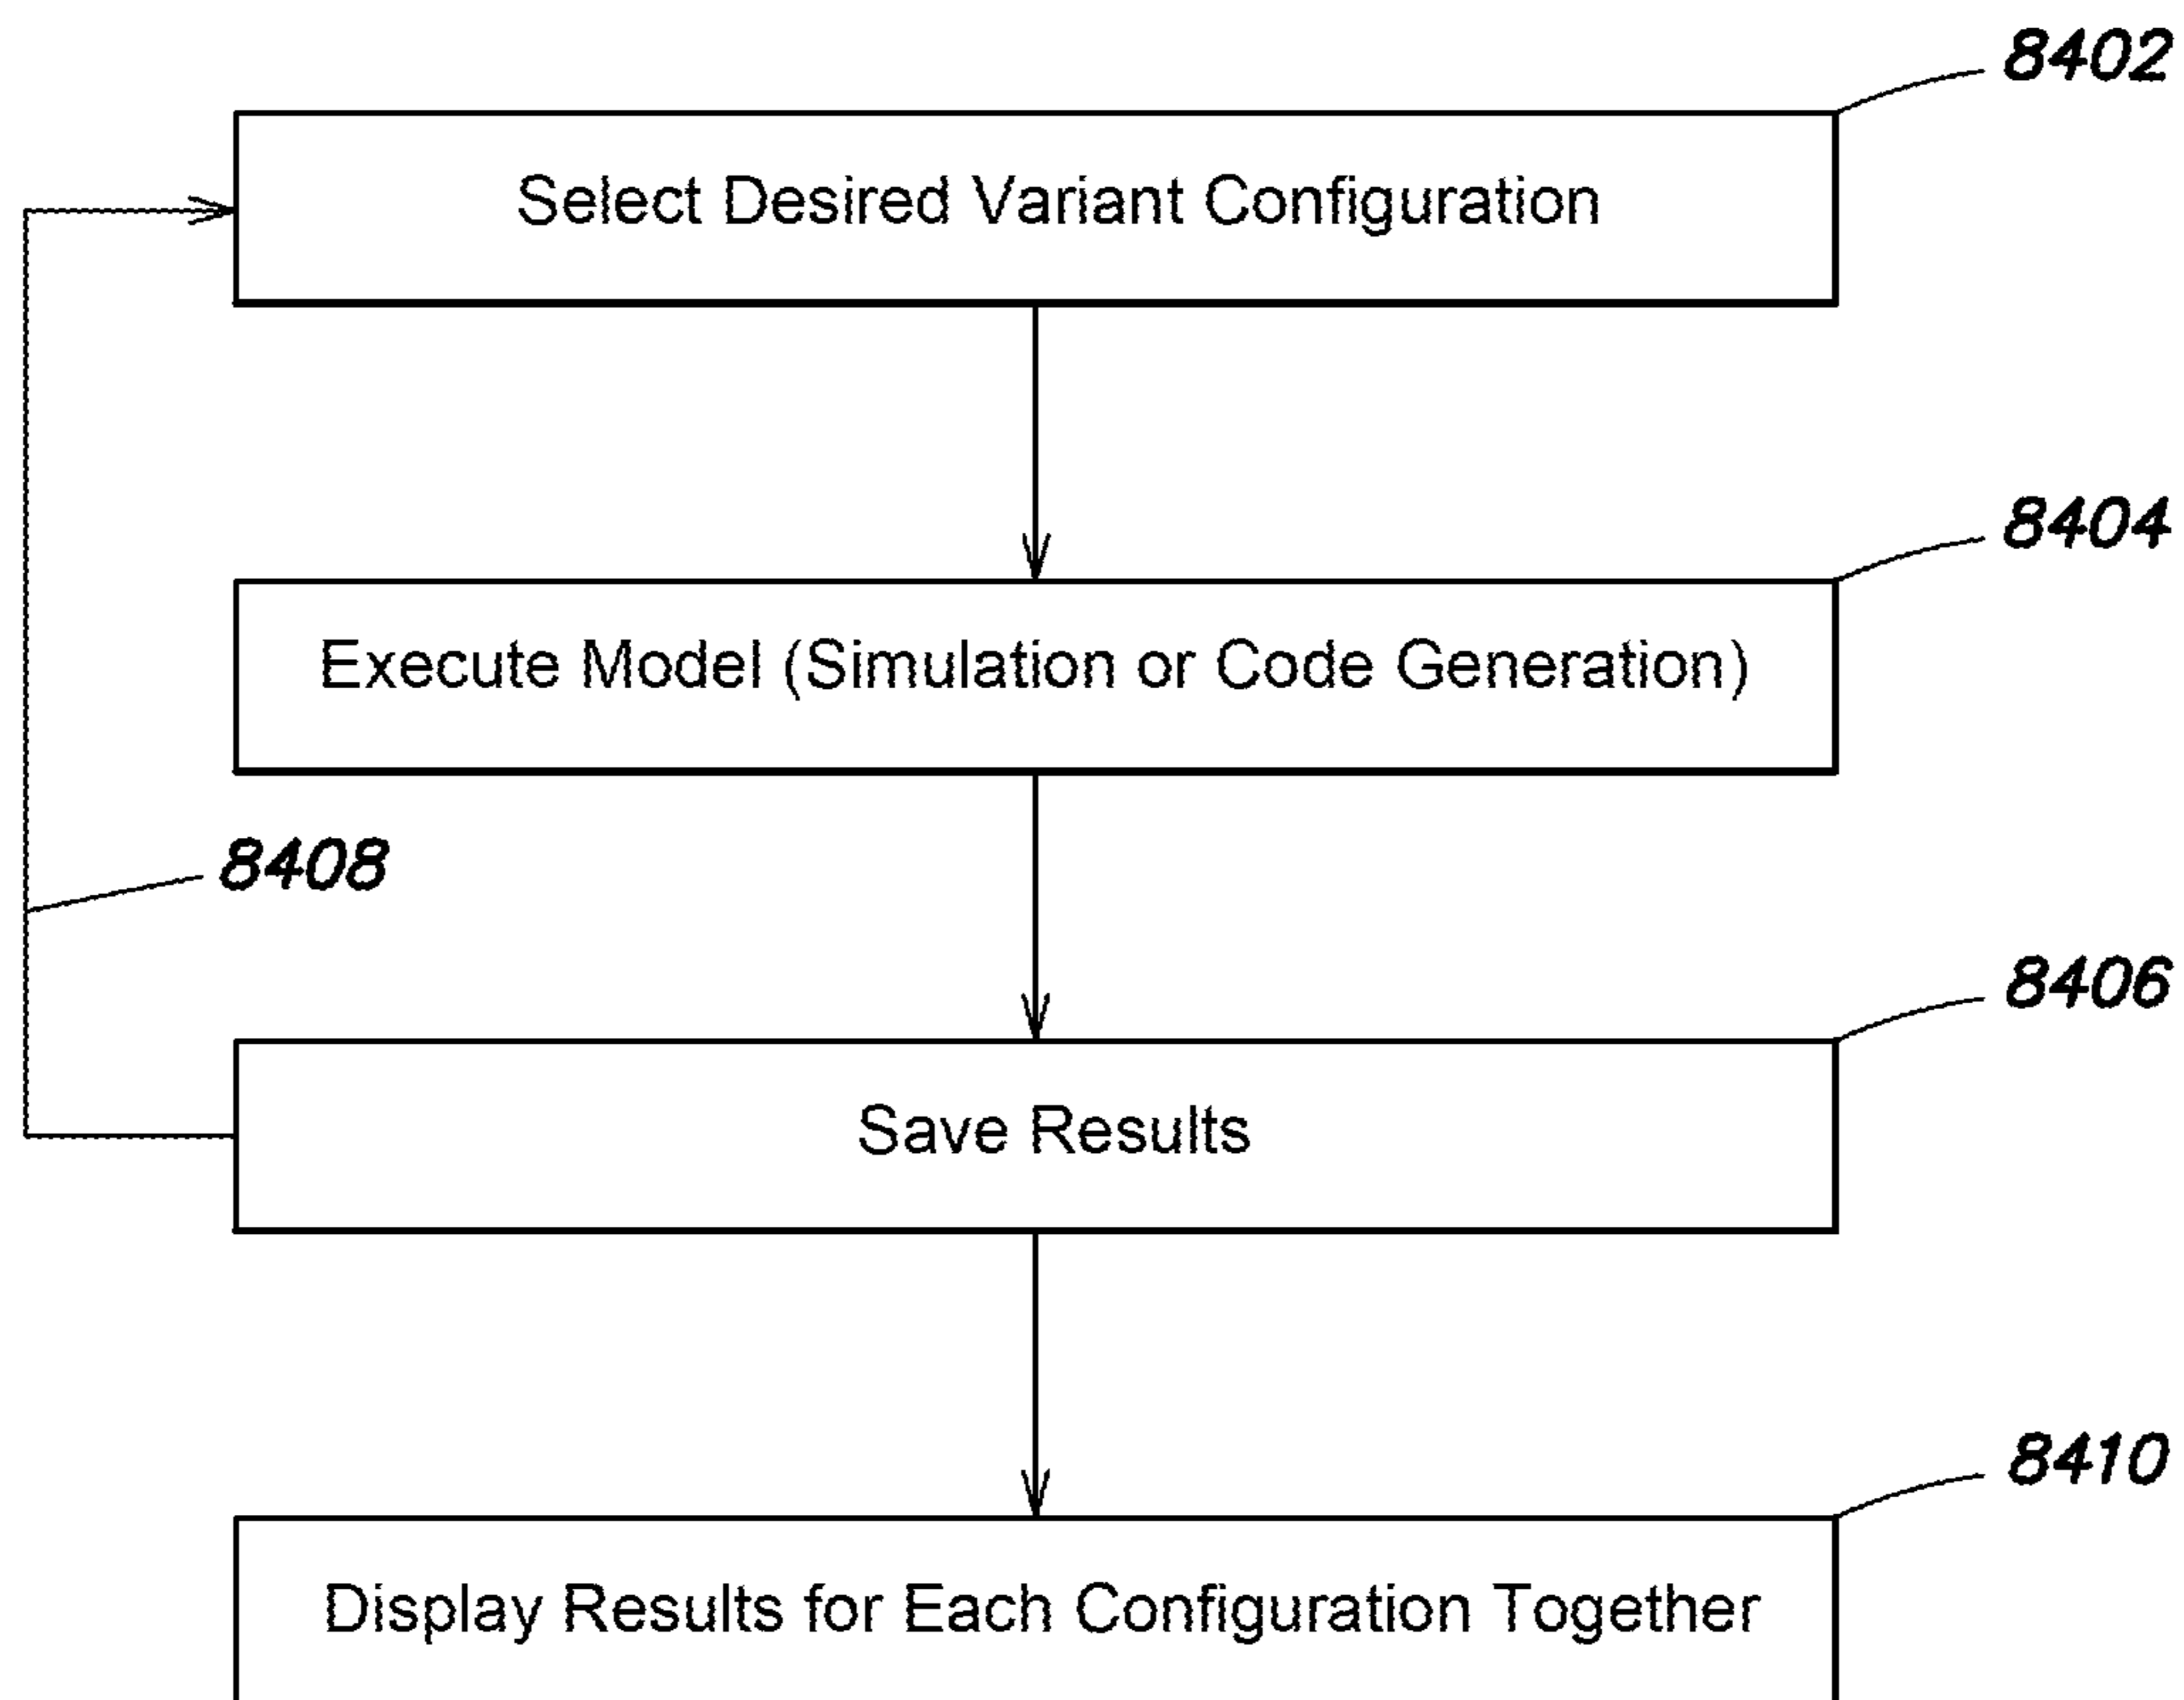 8402
Select Desired Variant Configuration
8404
Execute Model (Simulation or Code Generation)
8408
8406
Save Results
8410
Display Results for Each Configuration Together